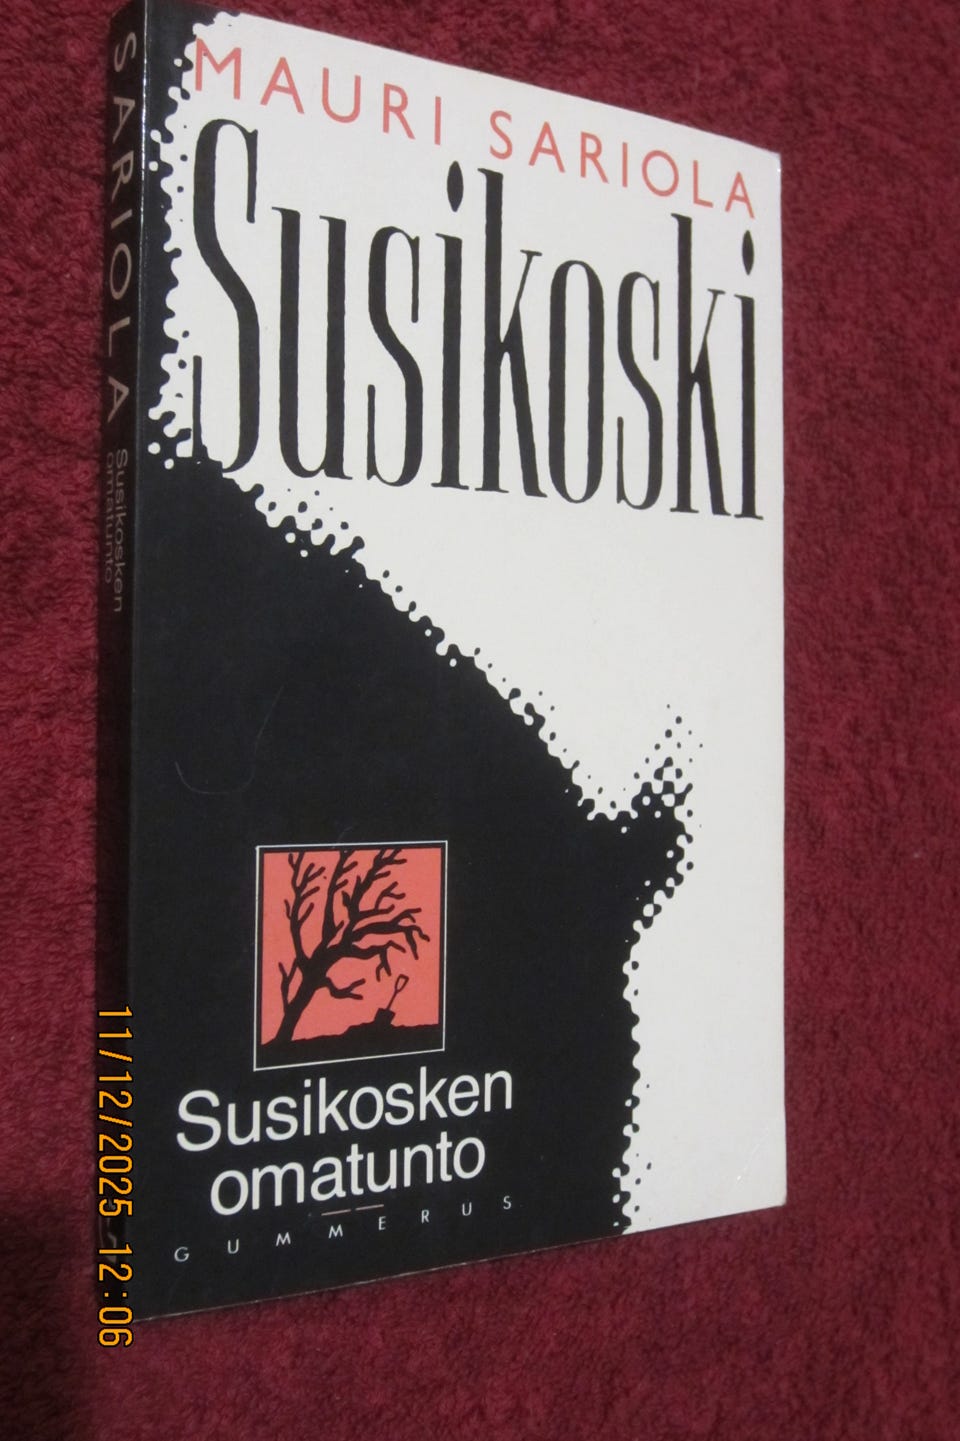 MAURI SARIOLA
Susikoski
Susikosken
omatunto
GUMMERUS
SARIOLA
Susikosken
omatunto
11/12/2025 12:06